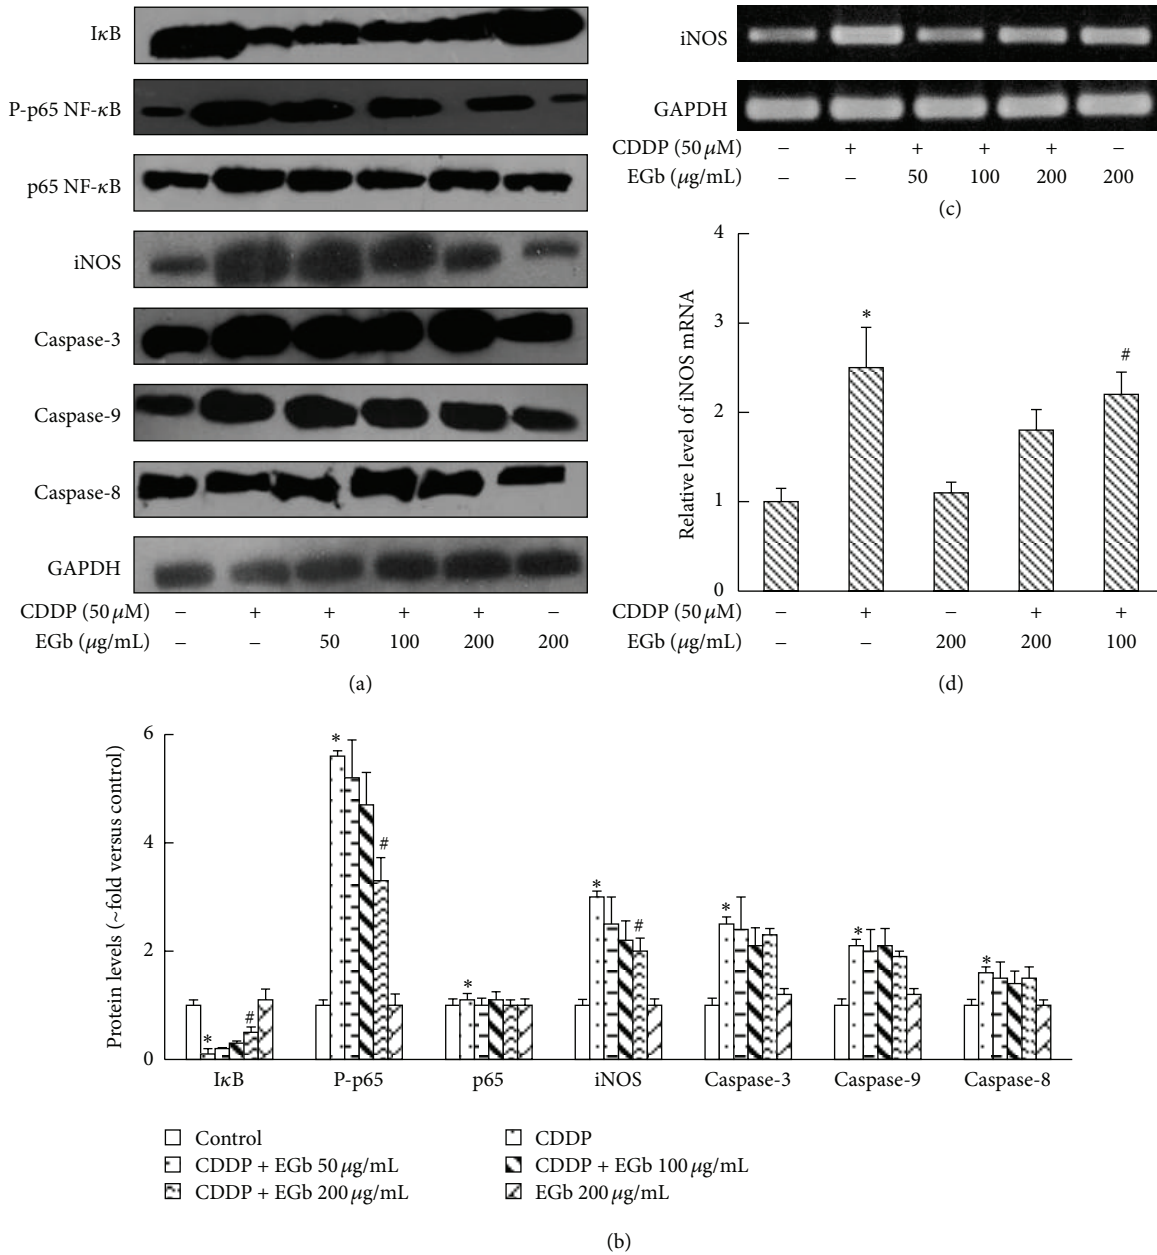 IκB
P-p65 NF-κB
p65 NF-κB
iNOS
Caspase-3
Caspase-9
Caspase-8
GAPDH
CDDP (50 μM) − + + + + −
EGb (μg/mL) − − 50 100 200 200
(a)
iNOS
GAPDH
CDDP (50 μM) − + + + + −
EGb (μg/mL) − − 50 100 200 200
(c)
Relative level of iNOS mRNA
4
3
2
1
0
*
#
CDDP (50 μM) − + − + +
EGb (μg/mL) − − 200 200 100
(d)
Protein levels (~fold versus control)
6
4
2
0
* # * # * * # * * *
IκB P-p65 p65 iNOS Caspase-3 Caspase-9 Caspase-8
Control CDDP
CDDP + EGb 50 μg/mL CDDP + EGb 100 μg/mL
CDDP + EGb 200 μg/mL EGb 200 μg/mL
(b)